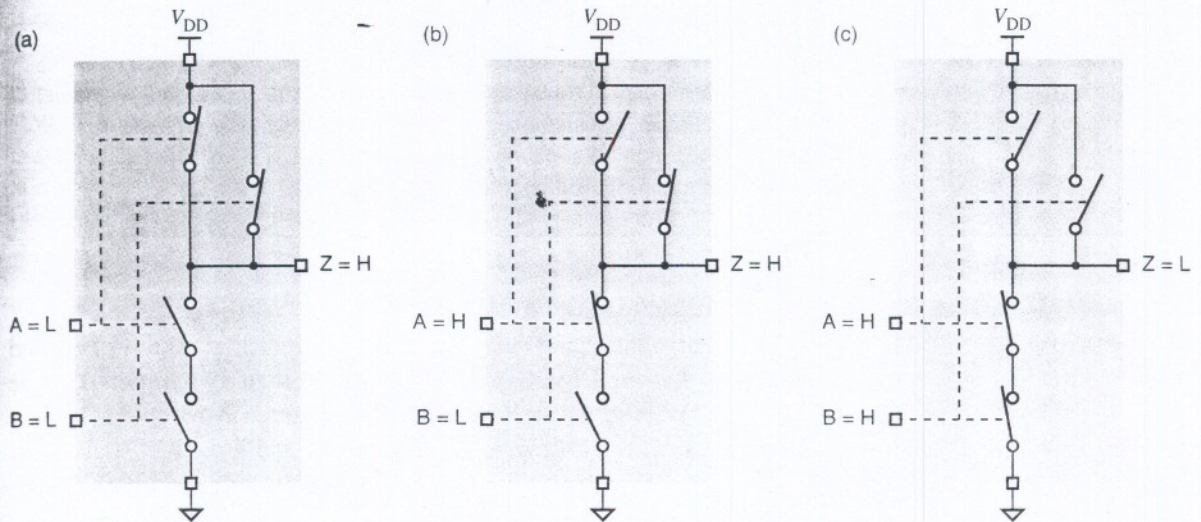 (a)
V_DD
Z = H
A = L
B = L
(b)
V_DD
Z = H
A = H
B = L
(c)
V_DD
Z = L
A = H
B = H